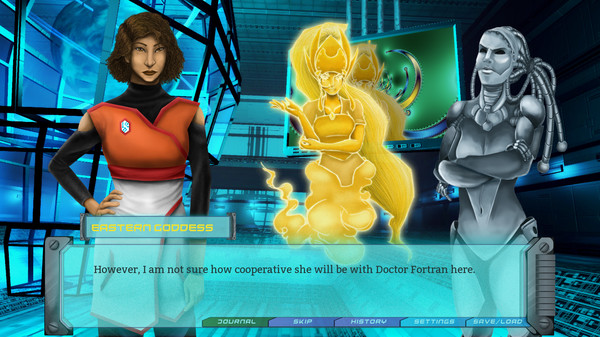 EASTERN GODDESS
However, I am not sure how cooperative she will be with Doctor Fortran here.
JOURNAL SKIP HISTORY SETTINGS SAVE/LOAD